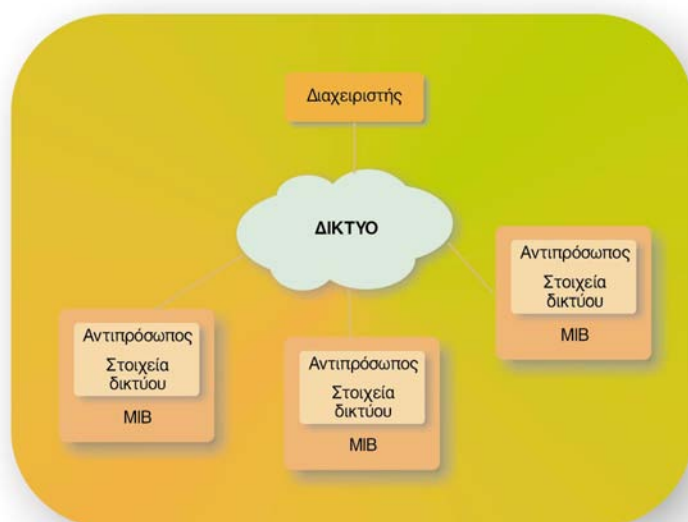 Διαχειριστής
ΔΙΚΤΥΟ
Αντιπρόσωπος
Στοιχεία
δικτύου
MIB
Αντιπρόσωπος
Στοιχεία
δικτύου
MIB
Αντιπρόσωπος
Στοιχεία
δικτύου
MIB